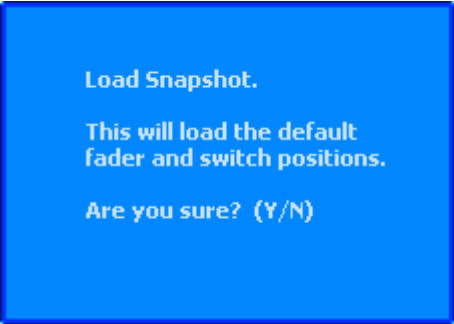 Load Snapshot.
This will load the default
fader and switch positions.
Are you sure?  (Y/N)